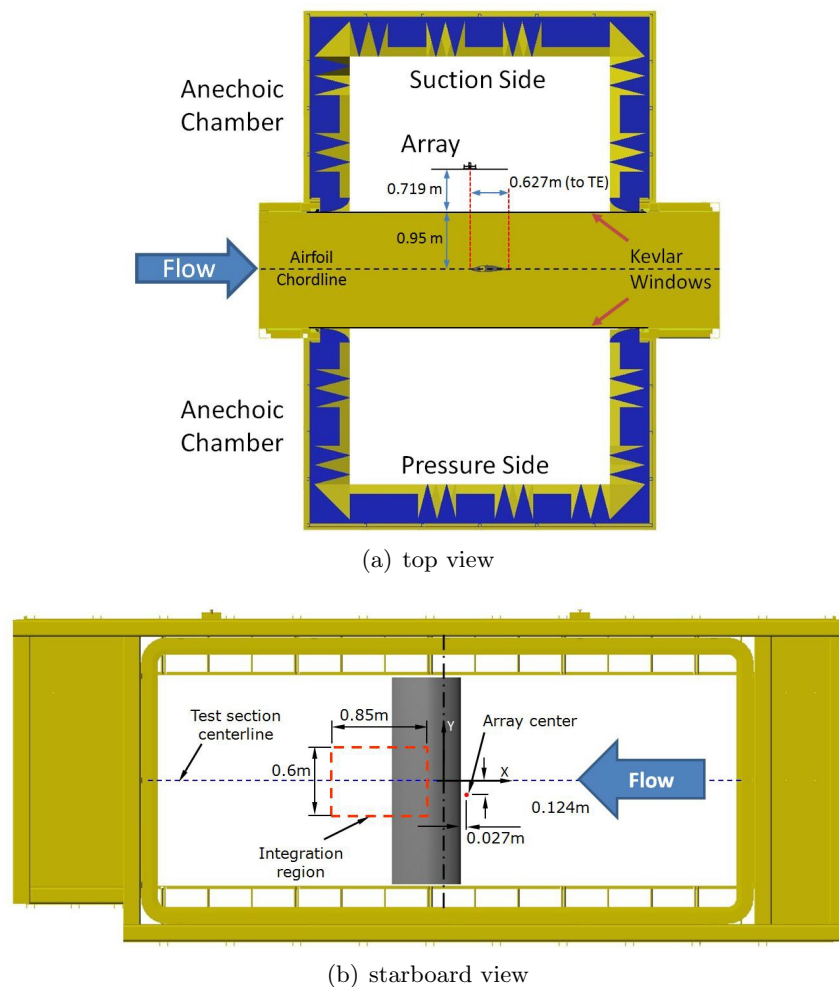 Suction Side
Anechoic
Chamber
Array
0.719 m
0.627m (to TE)
0.95 m
Flow
Airfoil
Chordline
Kevlar
Windows
Anechoic
Chamber
Pressure Side
(a) top view
Test section
centerline
0.85m
Array center
Y
0.6m
X
Flow
0.124m
0.027m
Integration
region
(b) starboard view